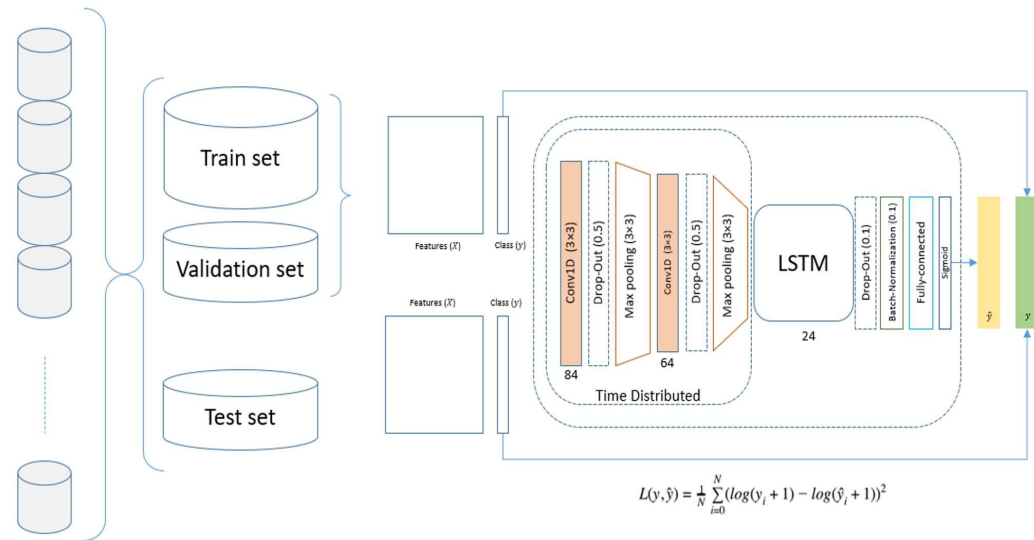 Train set
Validation set
Test set
Features (X)
Class (y)
Features (X)
Class (y)
Conv1D (3×3)
Drop-Out (0.5)
Max pooling (3×3)
Conv1D (3×3)
Drop-Out (0.5)
Max pooling (3×3)
84
64
Time Distributed
LSTM
24
Drop-Out (0.1)
Batch-Normalization (0.1)
Fully-connected
Sigmoid
ŷ
y
L(y,ŷ) = 1/N ∑_{i=0}^{N} (log(y_i + 1) − log(ŷ_i + 1))²